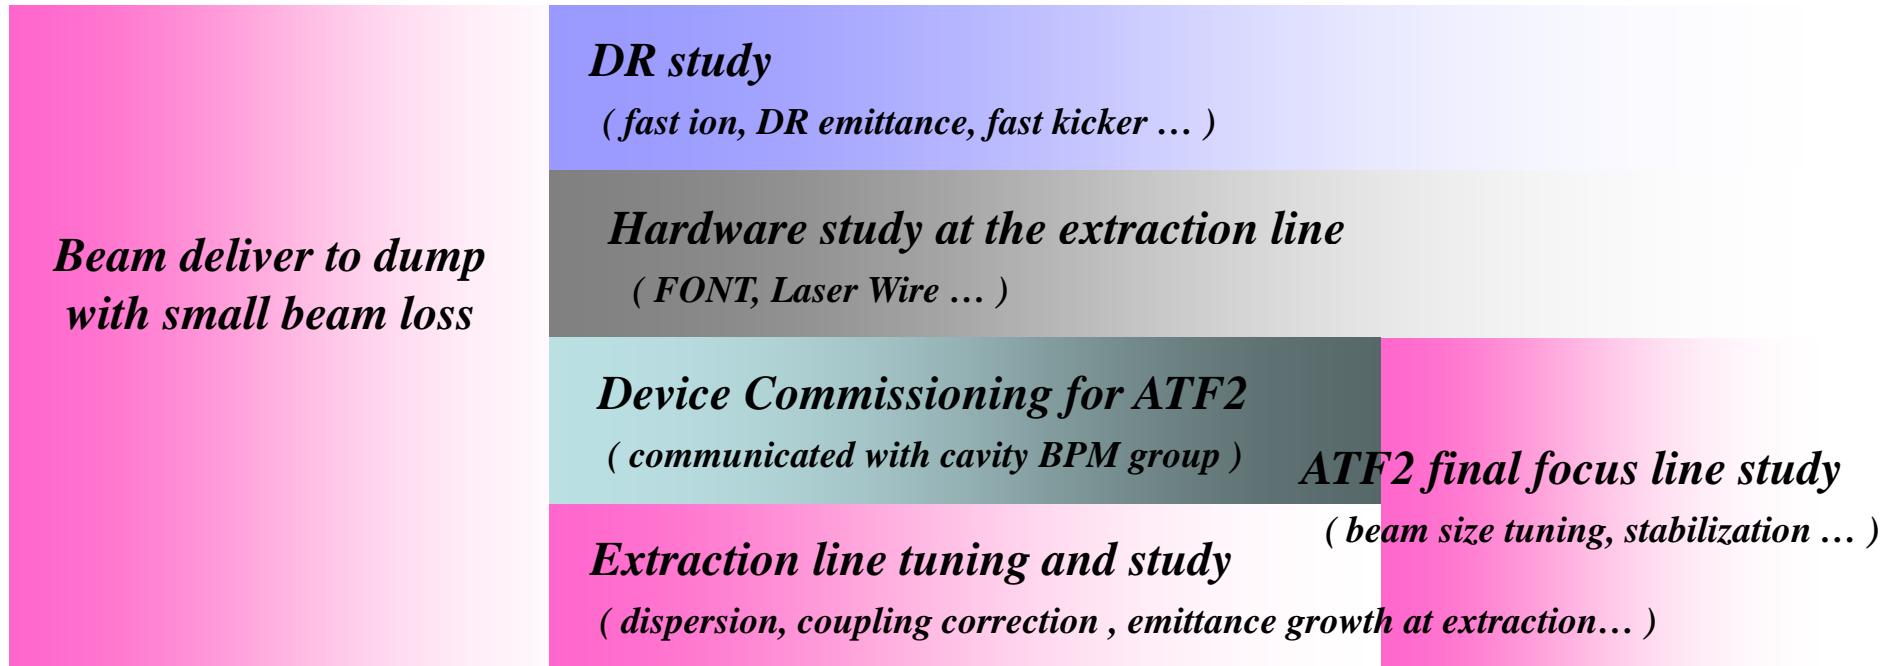 Beam deliver to dump
with small beam loss
DR study
( fast ion, DR emittance, fast kicker … )
Hardware study at the extraction line
( FONT, Laser Wire … )
Device Commissioning for ATF2
( communicated with cavity BPM group )
ATF2 final focus line study
( beam size tuning, stabilization … )
Extraction line tuning and study
( dispersion, coupling correction , emittance growth at extraction… )